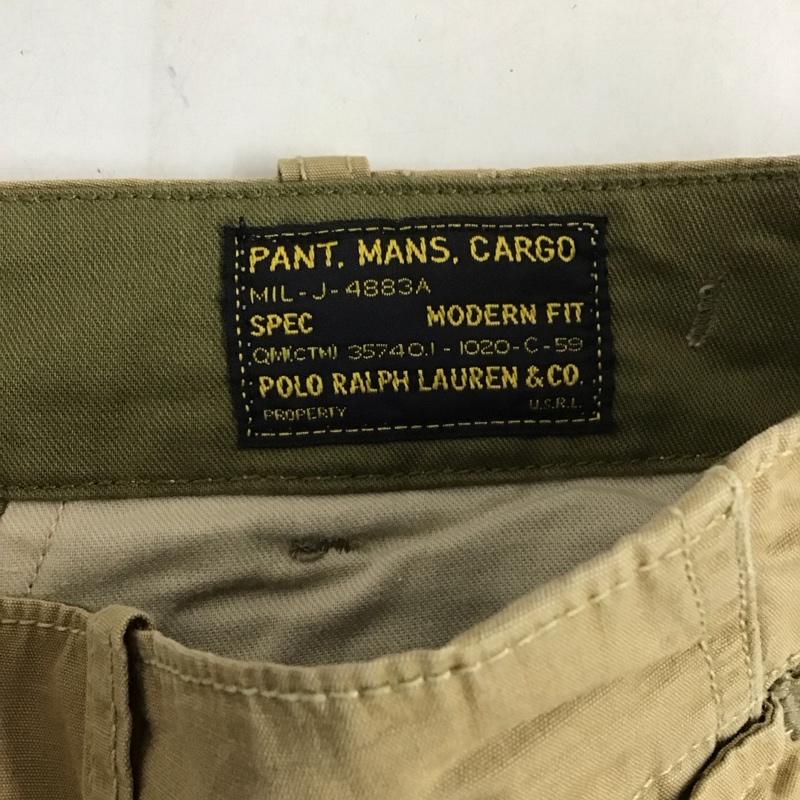 PANT. MANS. CARGO
MIL-J-4883A
SPEC MODERN FIT
QM(CTM) 35740.1-1020-C-59
POLO RALPH LAUREN & CO.
PROPERTY U.S.R.L.